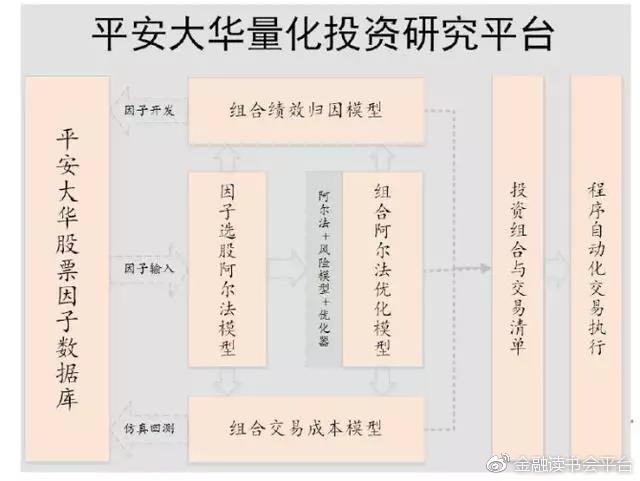 平安大华量化投资研究平台
平安大华股票因子数据库
因子开发
组合绩效归因模型
因子输入
因子选股阿尔法模型
阿尔法+风险模型+优化器
组合阿尔法优化模型
仿真回测
组合交易成本模型
投资组合与交易清单
程序自动化交易执行
金融读书会平台